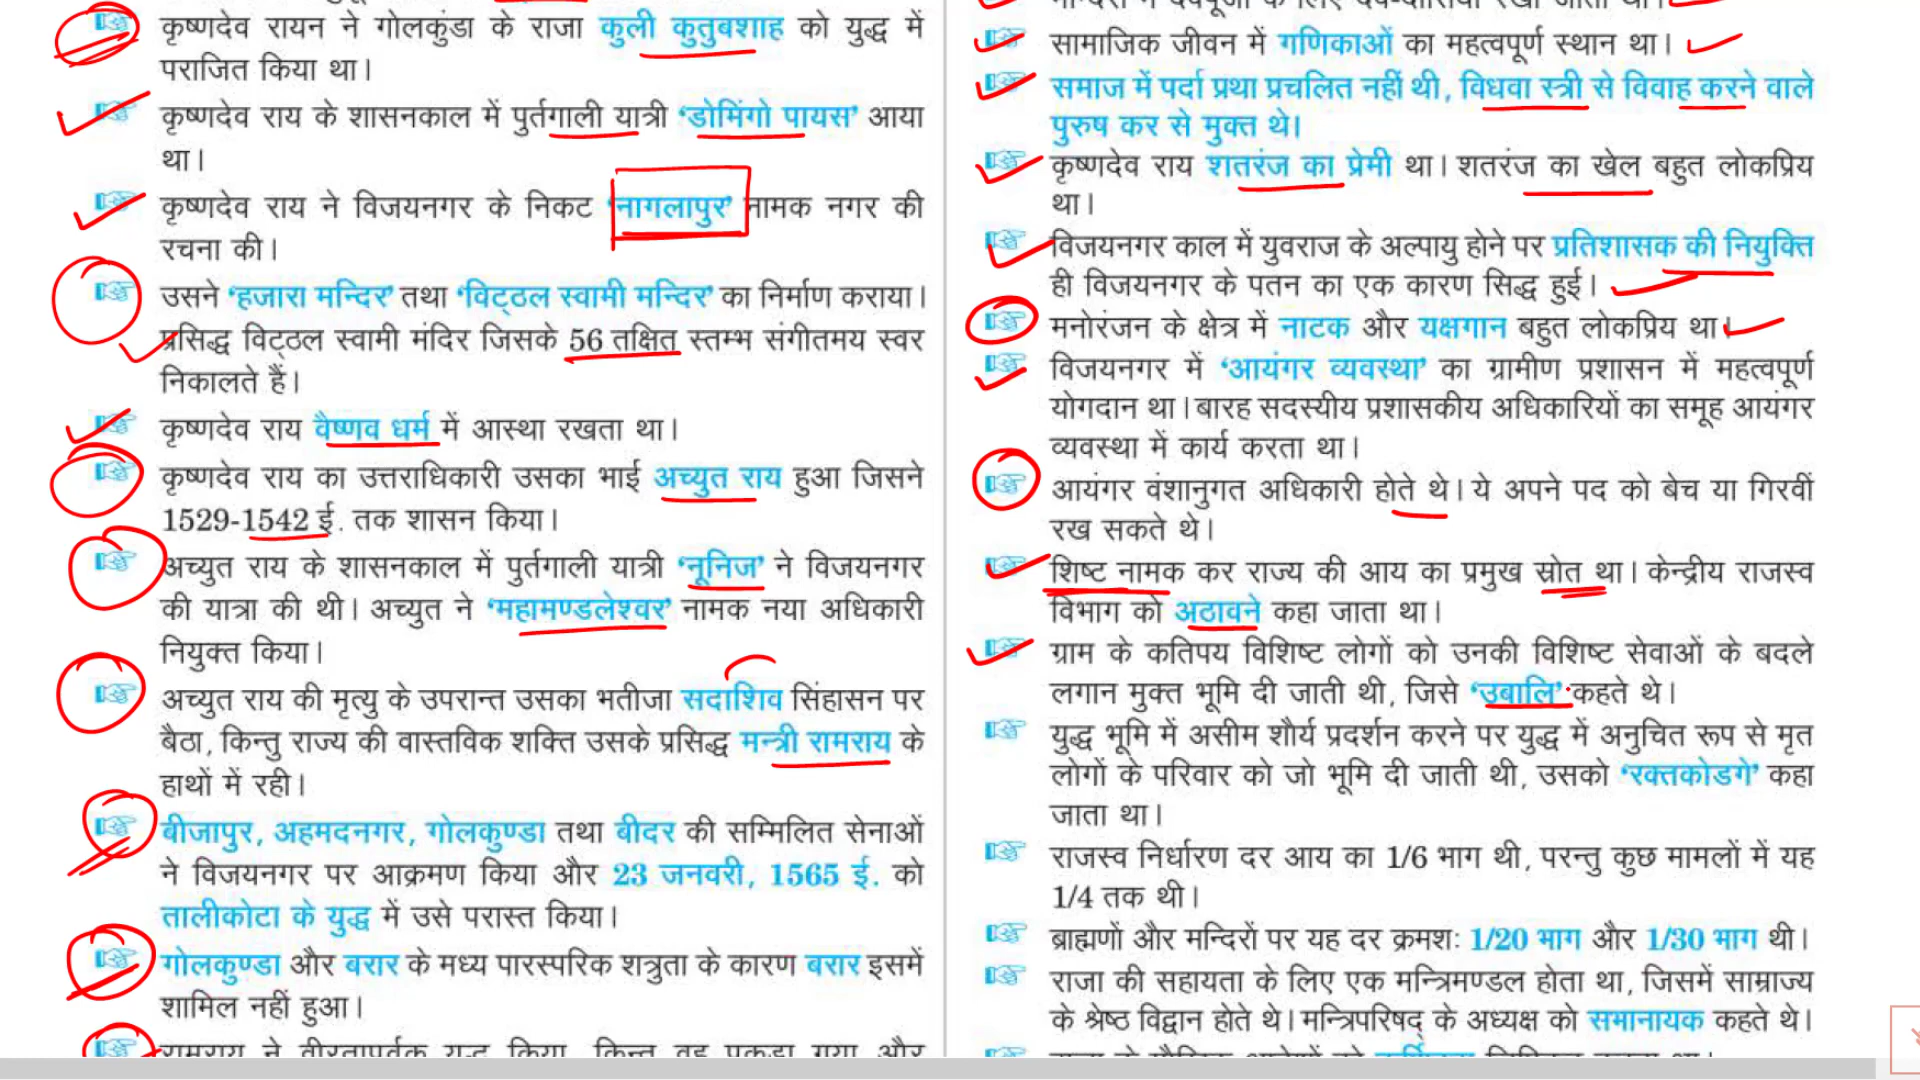 कृष्णदेव रायन ने गोलकुंडा के राजा कुली कुतुबशाह को युद्ध में
पराजित किया था।
कृष्णदेव राय के शासनकाल में पुर्तगाली यात्री ‘डोमिंगो पायस’ आया
था।
कृष्णदेव राय ने विजयनगर के निकट ‘नागलापुर’ नामक नगर की
रचना की।
उसने ‘हजारा मन्दिर’ तथा ‘विट्ठल स्वामी मन्दिर’ का निर्माण कराया।
प्रसिद्ध विट्ठल स्वामी मंदिर जिसके 56 तक्षित स्तम्भ संगीतमय स्वर
निकालते हैं।
कृष्णदेव राय वैष्णव धर्म में आस्था रखता था।
कृष्णदेव राय का उत्तराधिकारी उसका भाई अच्युत राय हुआ जिसने
1529-1542 ई. तक शासन किया।
अच्युत राय के शासनकाल में पुर्तगाली यात्री ‘नूनिज’ ने विजयनगर
की यात्रा की थी। अच्युत ने ‘महामण्डलेश्वर’ नामक नया अधिकारी
नियुक्त किया।
अच्युत राय की मृत्यु के उपरान्त उसका भतीजा सदाशिव सिंहासन पर
बैठा, किन्तु राज्य की वास्तविक शक्ति उसके प्रसिद्ध मन्त्री रामराय के
हाथों में रही।
बीजापुर, अहमदनगर, गोलकुण्डा तथा बीदर की सम्मिलित सेनाओं
ने विजयनगर पर आक्रमण किया और 23 जनवरी, 1565 ई. को
तालीकोटा के युद्ध में उसे परास्त किया।
गोलकुण्डा और बरार के मध्य पारस्परिक शत्रुता के कारण बरार इसमें
शामिल नहीं हुआ।
रामराय ने वीरतापूर्वक युद्ध किया, किन्तु वह पकड़ा गया और
सामाजिक जीवन में गणिकाओं का महत्वपूर्ण स्थान था।
समाज में पर्दा प्रथा प्रचलित नहीं थी, विधवा स्त्री से विवाह करने वाले
पुरुष कर से मुक्त थे।
कृष्णदेव राय शतरंज का प्रेमी था। शतरंज का खेल बहुत लोकप्रिय
था।
विजयनगर काल में युवराज के अल्पायु होने पर प्रतिशासक की नियुक्ति
ही विजयनगर के पतन का एक कारण सिद्ध हुई।
मनोरंजन के क्षेत्र में नाटक और यक्षगान बहुत लोकप्रिय था।
विजयनगर में ‘आयंगर व्यवस्था’ का ग्रामीण प्रशासन में महत्वपूर्ण
योगदान था। बारह सदस्यीय प्रशासकीय अधिकारियों का समूह आयंगर
व्यवस्था में कार्य करता था।
आयंगर वंशानुगत अधिकारी होते थे। ये अपने पद को बेच या गिरवीं
रख सकते थे।
शिष्ट नामक कर राज्य की आय का प्रमुख स्रोत था। केन्द्रीय राजस्व
विभाग को अठावने कहा जाता था।
ग्राम के कतिपय विशिष्ट लोगों को उनकी विशिष्ट सेवाओं के बदले
लगान मुक्त भूमि दी जाती थी, जिसे ‘उबालि’ कहते थे।
युद्ध भूमि में असीम शौर्य प्रदर्शन करने पर युद्ध में अनुचित रूप से मृत
लोगों के परिवार को जो भूमि दी जाती थी, उसको ‘रक्तकोडगे’ कहा
जाता था।
राजस्व निर्धारण दर आय का 1/6 भाग थी, परन्तु कुछ मामलों में यह
1/4 तक थी।
ब्राह्मणों और मन्दिरों पर यह दर क्रमश: 1/20 भाग और 1/30 भाग थी।
राजा की सहायता के लिए एक मन्त्रिमण्डल होता था, जिसमें साम्राज्य
के श्रेष्ठ विद्वान होते थे। मन्त्रिपरिषद् के अध्यक्ष को समानायक कहते थे।